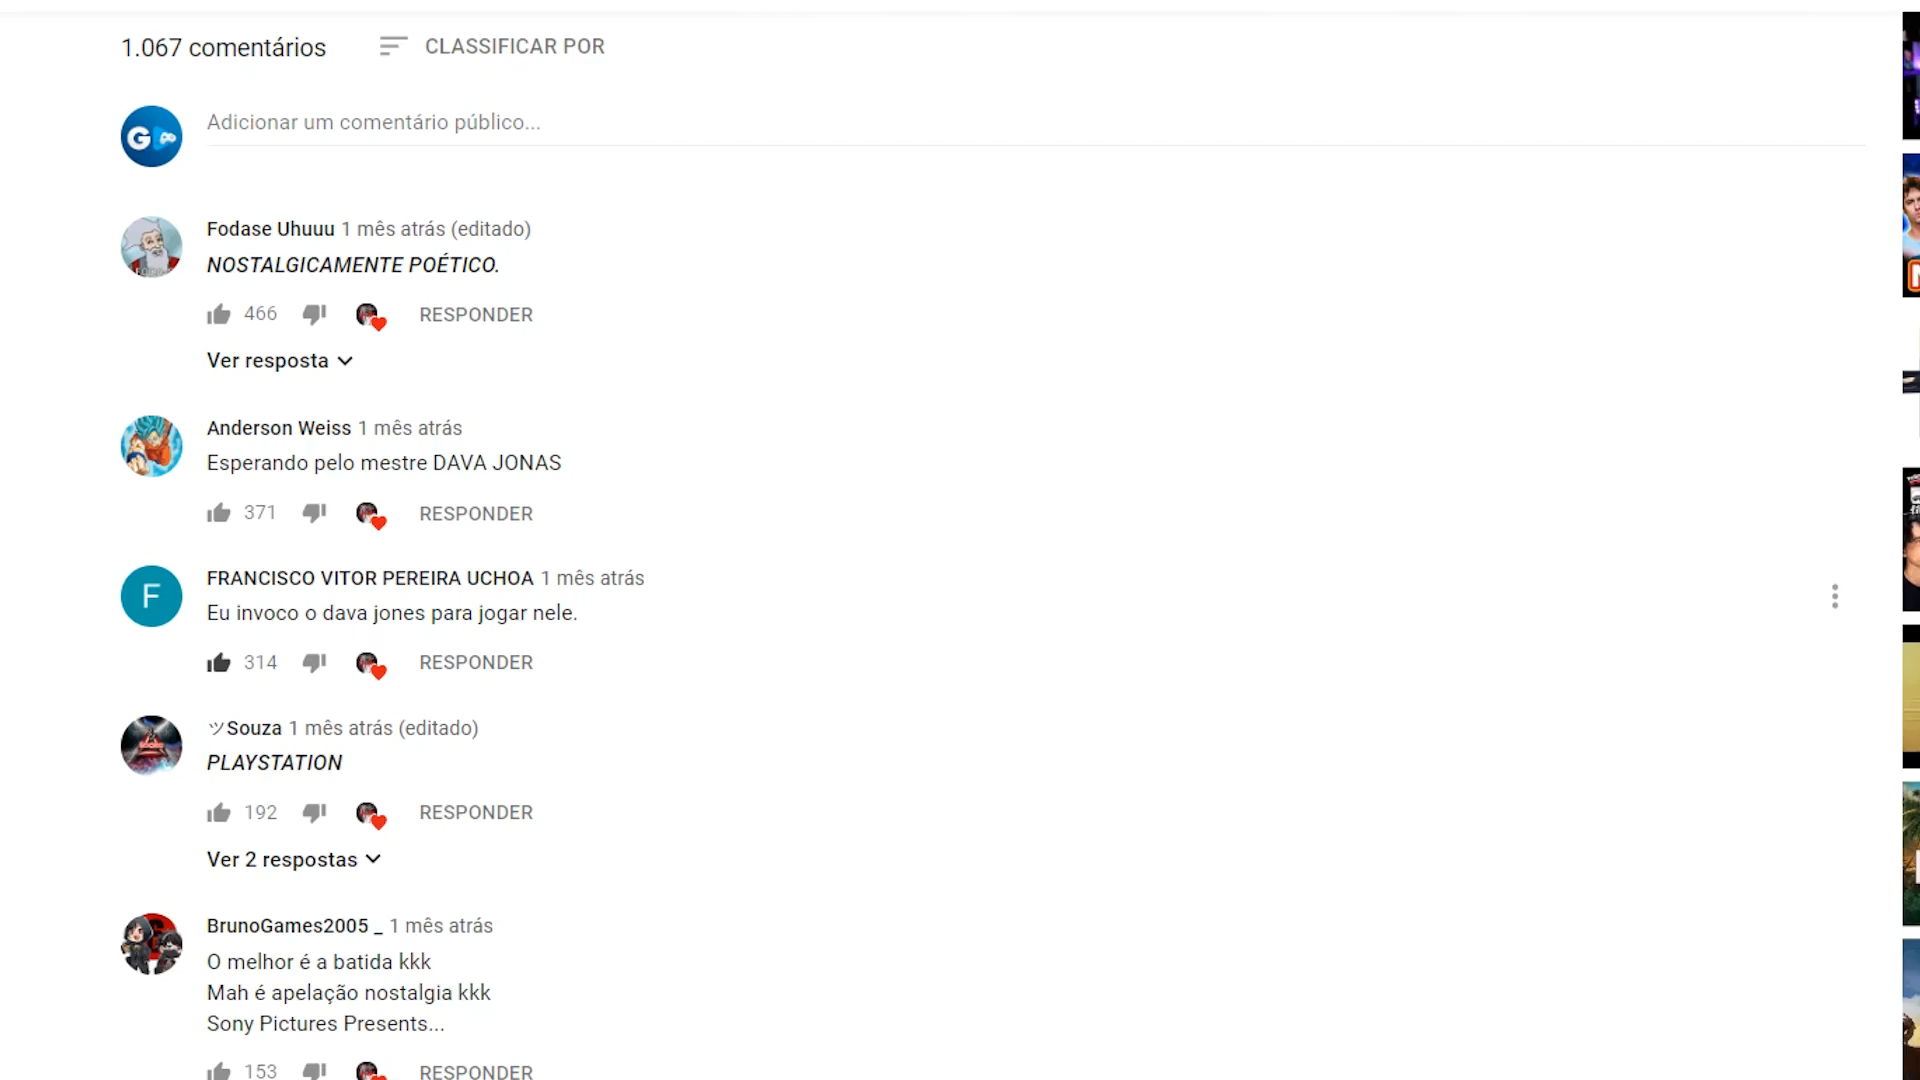 1.067 comentários
CLASSIFICAR POR
G
Adicionar um comentário público...
Fodase Uhuuu 1 mês atrás (editado)
NOSTALGICAMENTE POÉTICO.
466 RESPONDER
Ver resposta
Anderson Weiss 1 mês atrás
Esperando pelo mestre DAVA JONAS
371 RESPONDER
F
FRANCISCO VITOR PEREIRA UCHOA 1 mês atrás
Eu invoco o dava jones para jogar nele.
314 RESPONDER
ツSouza 1 mês atrás (editado)
PLAYSTATION
192 RESPONDER
Ver 2 respostas
BrunoGames2005 _ 1 mês atrás
O melhor é a batida kkk
Mah é apelação nostalgia kkk
Sony Pictures Presents...
153 RESPONDER